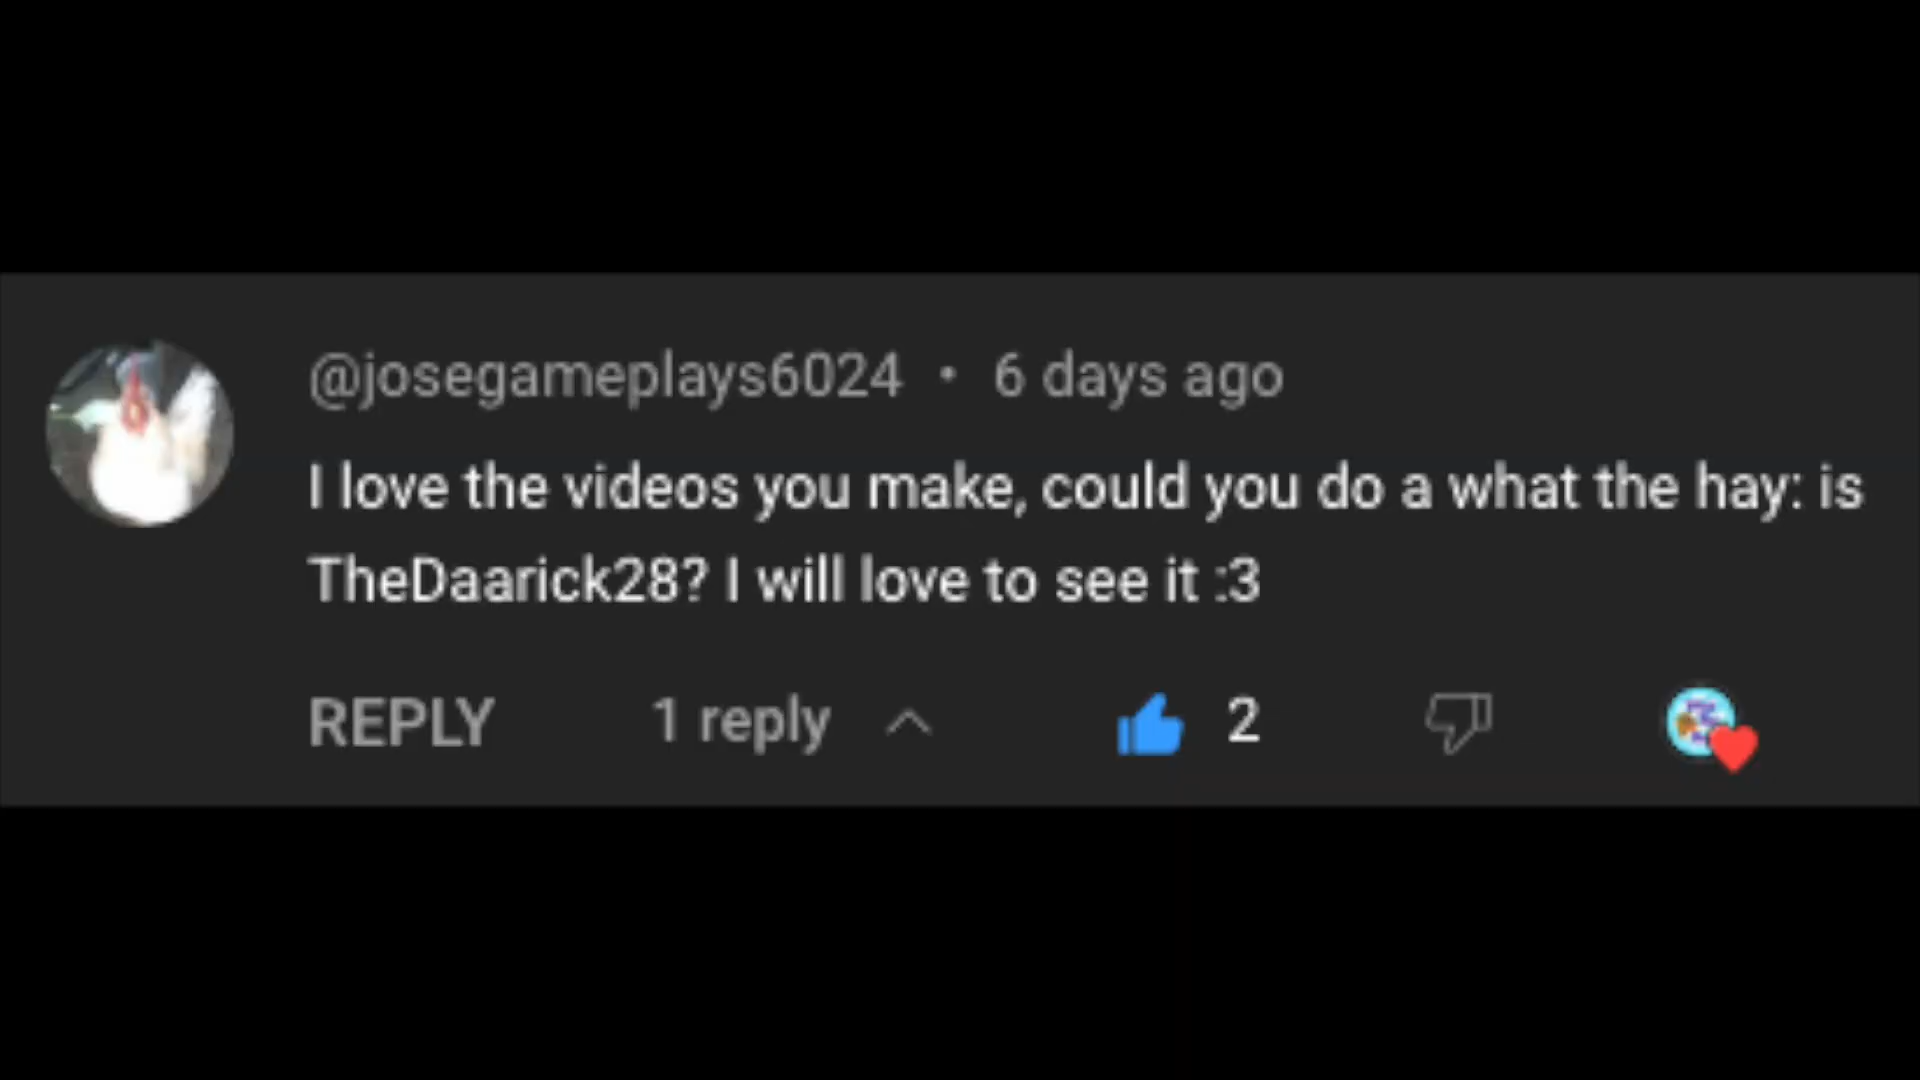 @josegameplays6024 • 6 days ago
I love the videos you make, could you do a what the hay: is
TheDaarick28? I will love to see it :3
REPLY 1 reply 2